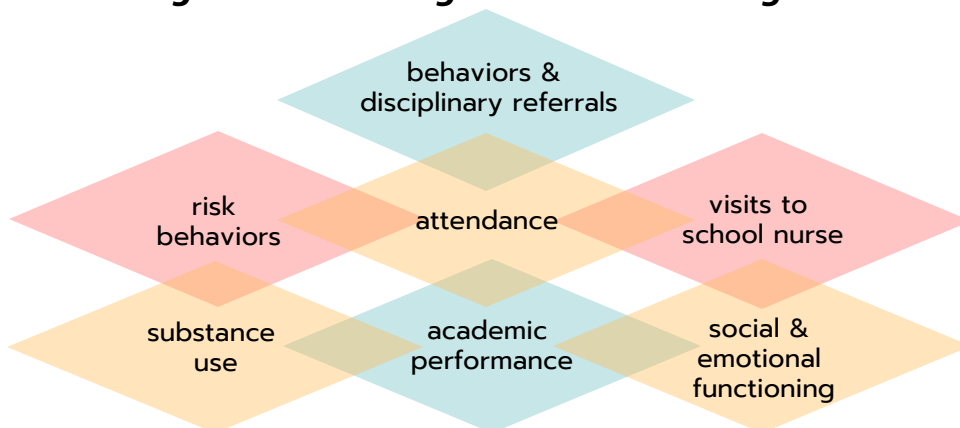 behaviors &
disciplinary referrals
risk
behaviors
attendance
visits to
school nurse
substance
use
academic
performance
social &
emotional
functioning